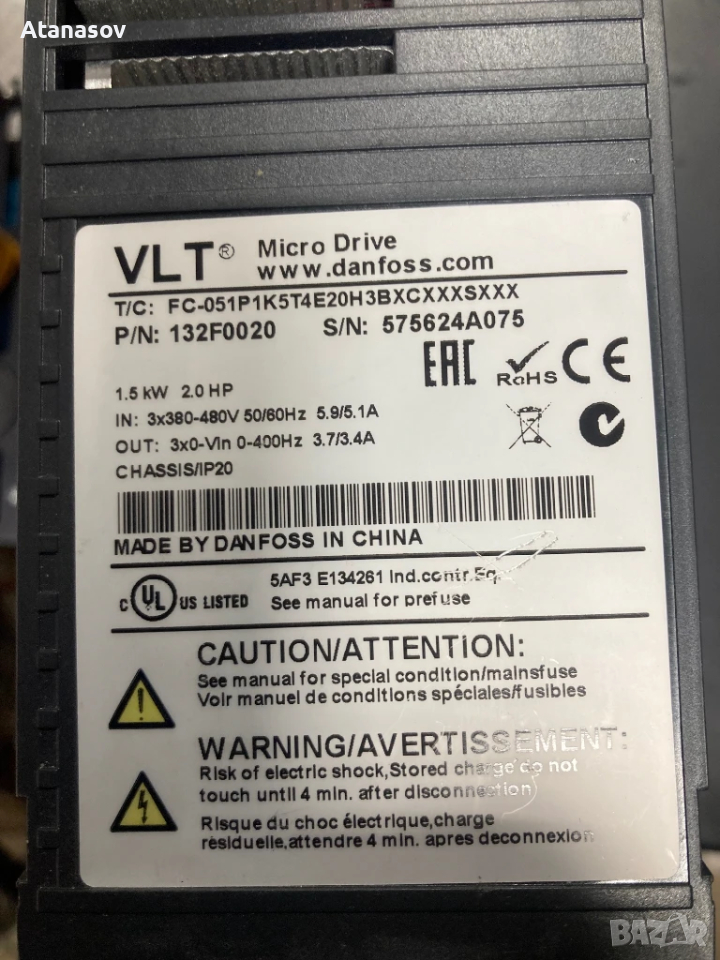 Atanasov
VLT® Micro Drive
www.danfoss.com
T/C: FC-051P1K5T4E20H3BXCXXXSXXX
P/N: 132F0020 S/N: 575624A075
EAC RoHS CE
1.5 kW 2.0 HP
IN: 3x380-480V 50/60Hz 5.9/5.1A
OUT: 3x0-Vin 0-400Hz 3.7/3.4A
CHASSIS/IP20
MADE BY DANFOSS IN CHINA
c UL US LISTED
5AF3 E134261 Ind.contr.Eq.
See manual for prefuse
CAUTION/ATTENTION:
See manual for special condition/mainsfuse
Voir manuel de conditions spéciales/fusibles
WARNING/AVERTISSEMENT:
Risk of electric shock,Stored charge do not
touch until 4 min. after disconnection
Risque du choc électrique,charge
résiduelle,attendre 4 min. apres deconnexion
BAZAR